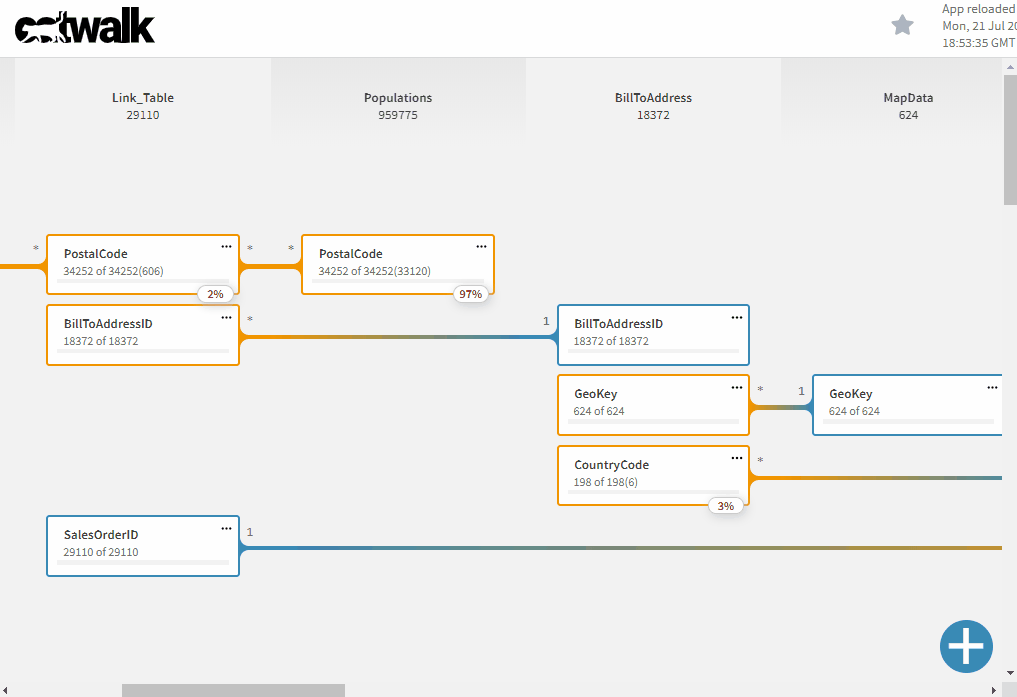 catwalk
App reloaded
Mon, 21 Jul 20
18:53:35 GMT
Link_Table
29110
Populations
959775
BillToAddress
18372
MapData
624
* PostalCode ... * * PostalCode ...
34252 of 34252(606) 34252 of 34252(33120)
2% 97%
BillToAddressID ... * 1 BillToAddressID ...
18372 of 18372 18372 of 18372
GeoKey ... * 1 GeoKey ...
624 of 624 624 of 624
CountryCode ... *
198 of 198(6)
3%
SalesOrderID ... 1
29110 of 29110